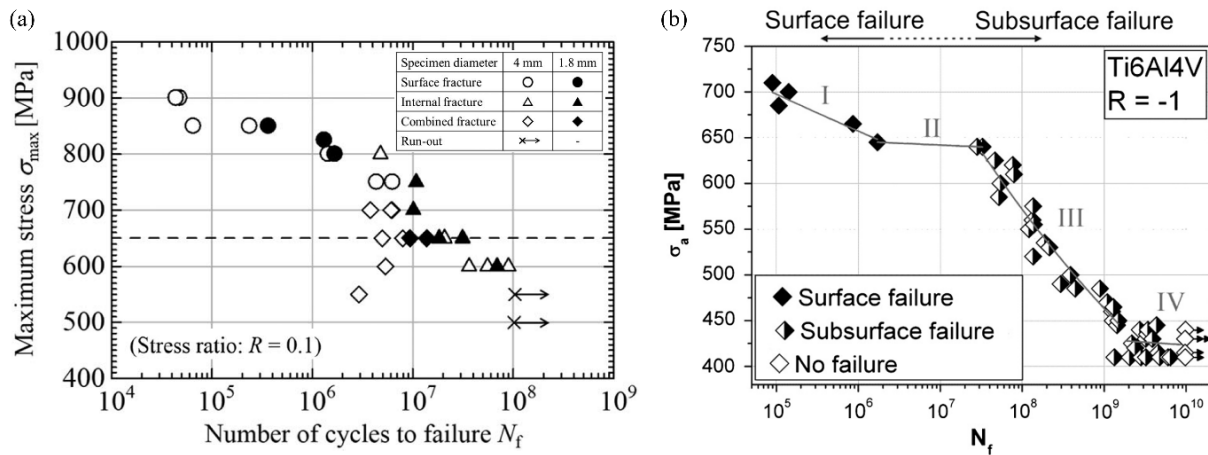 (a)
Maximum stress σmax [MPa]
1000
900
800
700
600
500
400
Specimen diameter 4 mm 1.8 mm
Surface fracture
Internal fracture
Combined fracture
Run-out -
(Stress ratio: R = 0.1)
10^4 10^5 10^6 10^7 10^8 10^9
Number of cycles to failure Nf
(b)
Surface failure Subsurface failure
σa [MPa]
750
700
650
600
550
500
450
400
Ti6Al4V
R = -1
I
II
III
IV
Surface failure
Subsurface failure
No failure
10^5 10^6 10^7 10^8 10^9 10^10
Nf